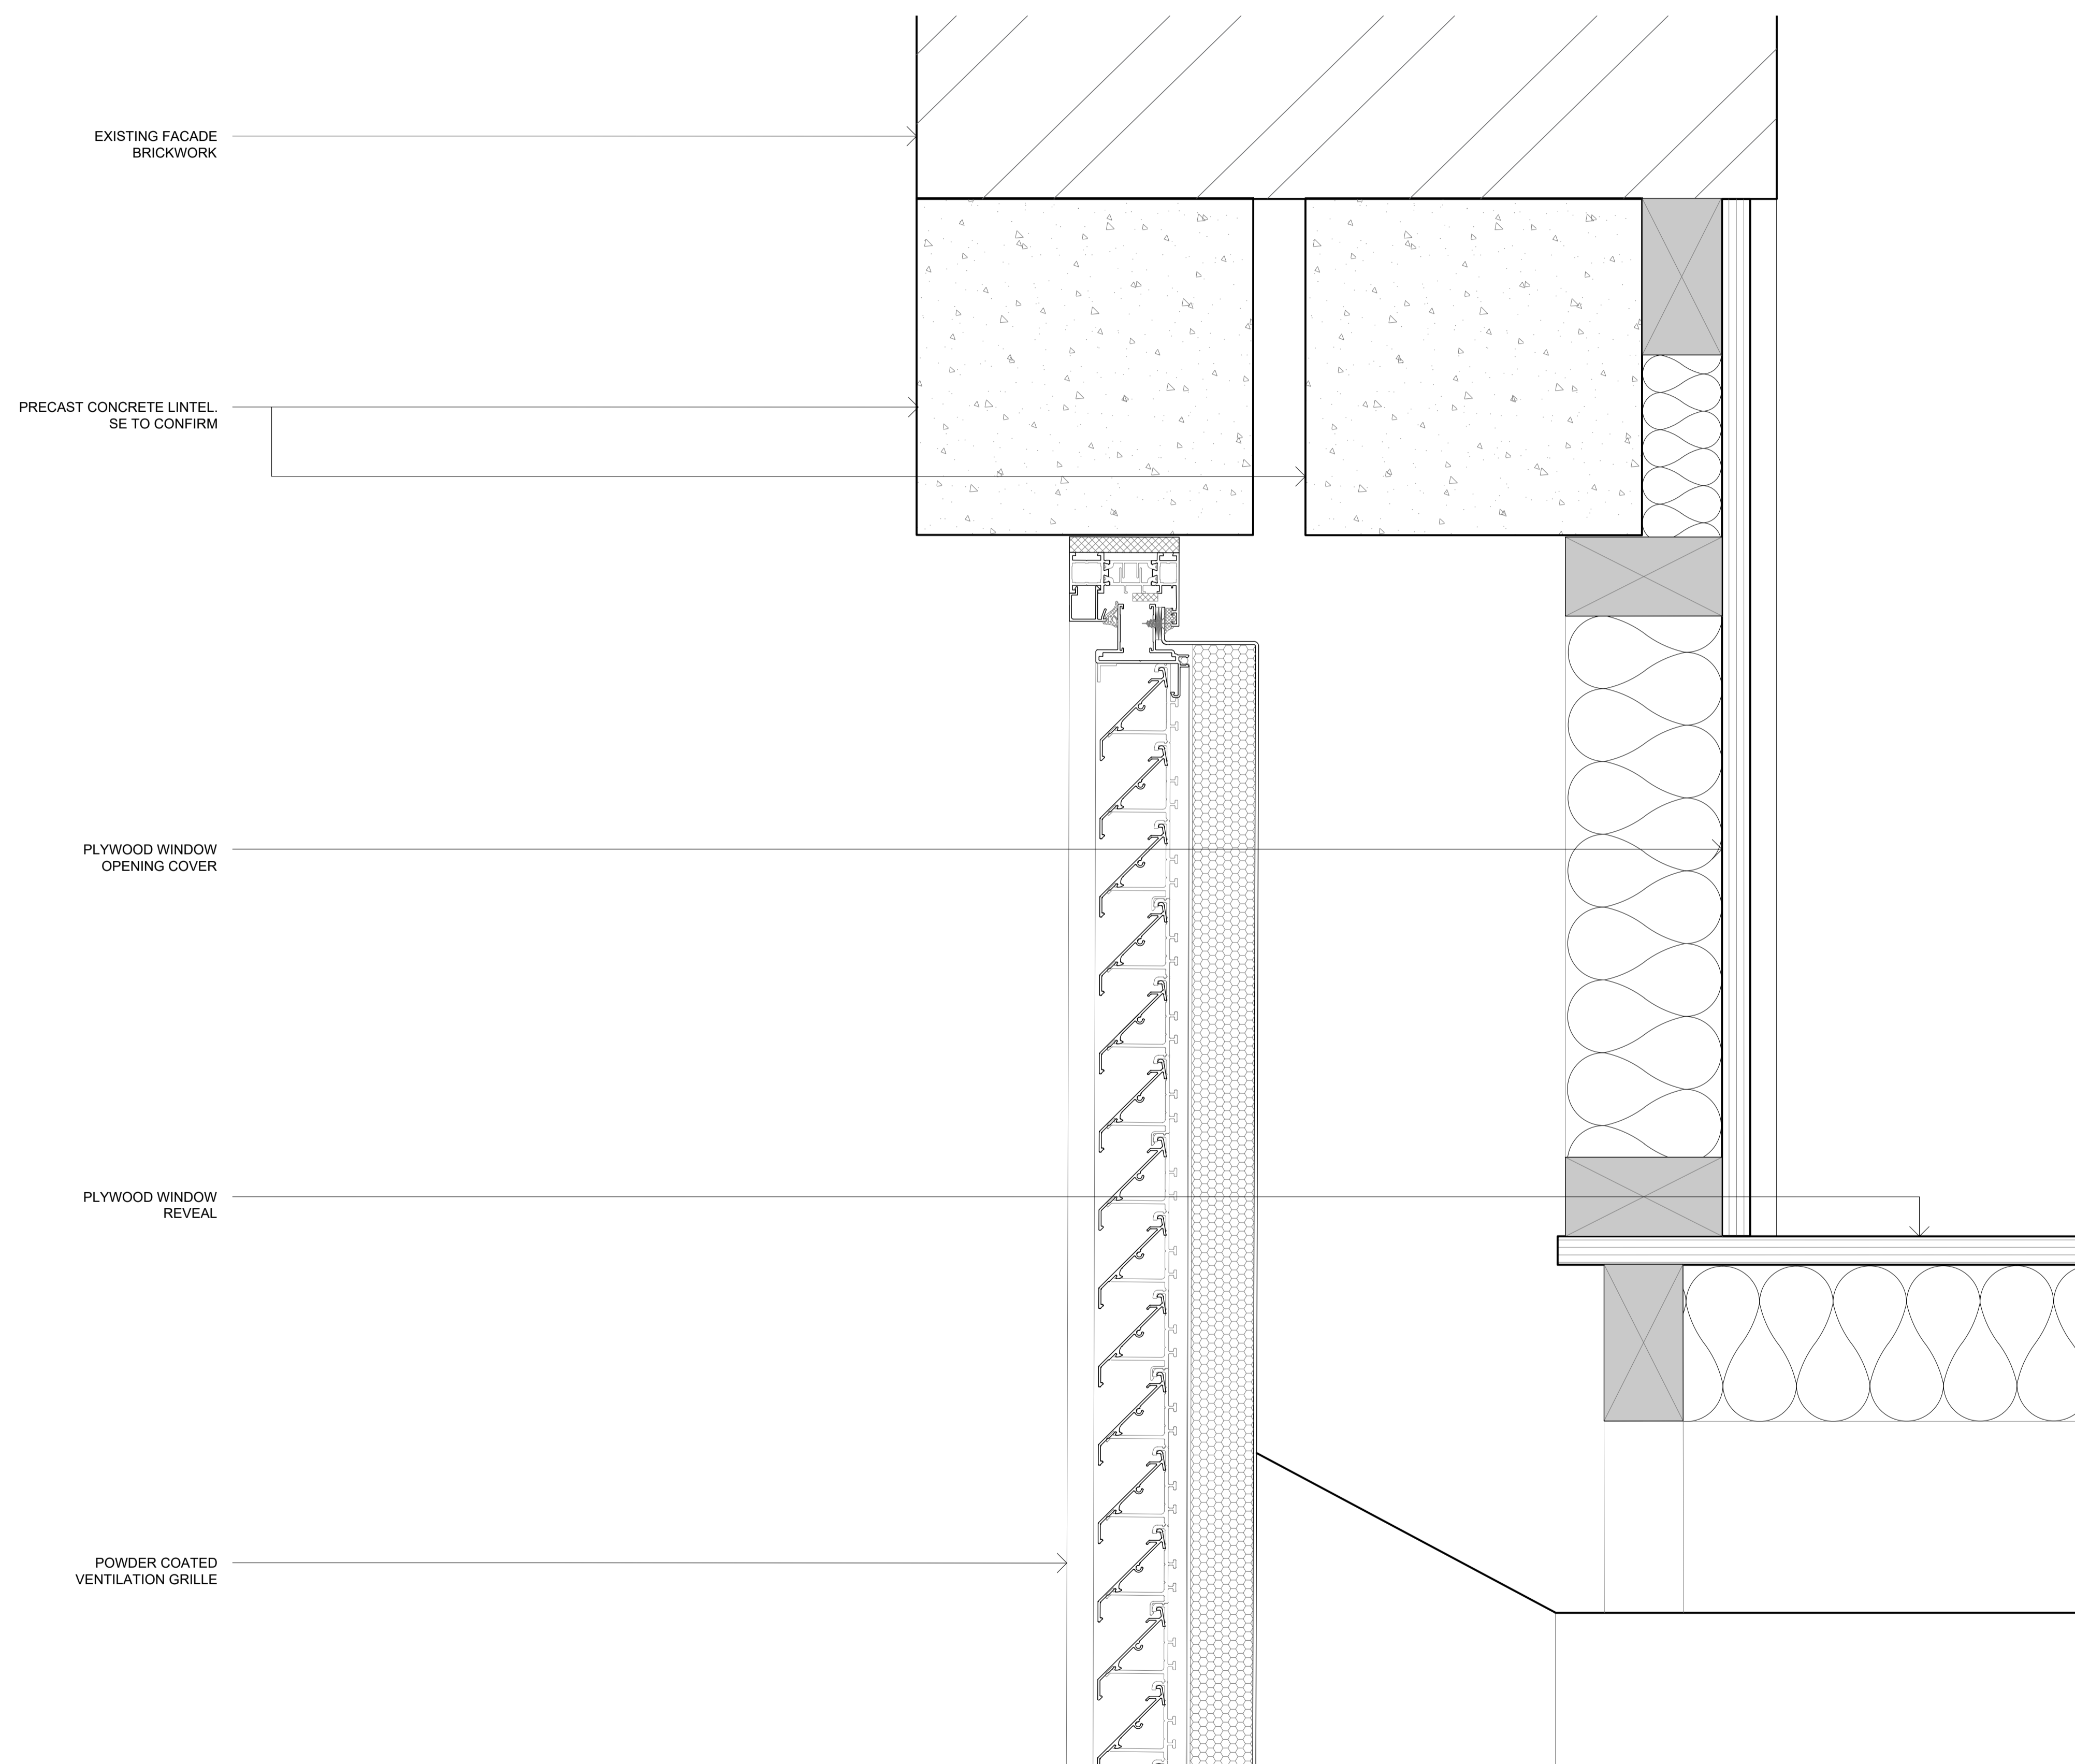 EXISTING FACADE
BRICKWORK
PRECAST CONCRETE LINTEL.
SE TO CONFIRM
PLYWOOD WINDOW
OPENING COVER
PLYWOOD WINDOW
REVEAL
POWDER COATED
VENTILATION GRILLE